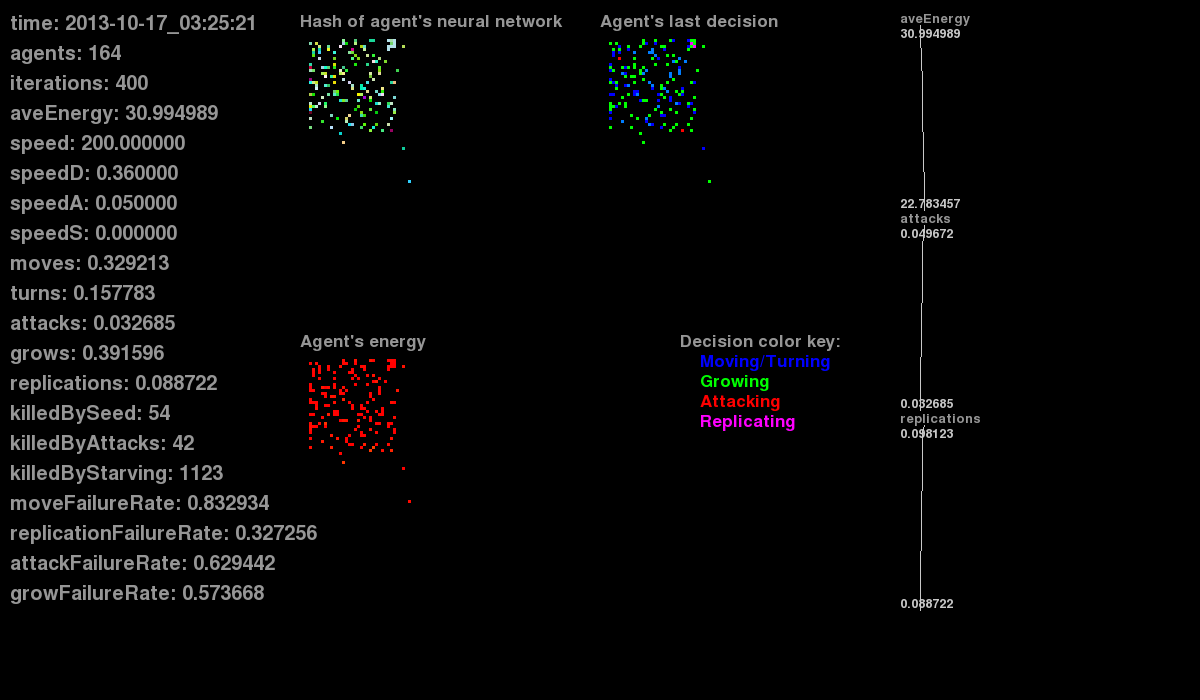 time: 2013-10-17_03:25:21
agents: 164
iterations: 400
aveEnergy: 30.994989
speed: 200.000000
speedD: 0.360000
speedA: 0.050000
speedS: 0.000000
moves: 0.329213
turns: 0.157783
attacks: 0.032685
grows: 0.391596
replications: 0.088722
killedBySeed: 54
killedByAttacks: 42
killedByStarving: 1123
moveFailureRate: 0.832934
replicationFailureRate: 0.327256
attackFailureRate: 0.629442
growFailureRate: 0.573668
Hash of agent's neural network
Agent's last decision
Agent's energy
Decision color key:
Moving/Turning
Growing
Attacking
Replicating
aveEnergy
30.994989
22.783457
attacks
0.049672
0.032685
replications
0.098123
0.088722